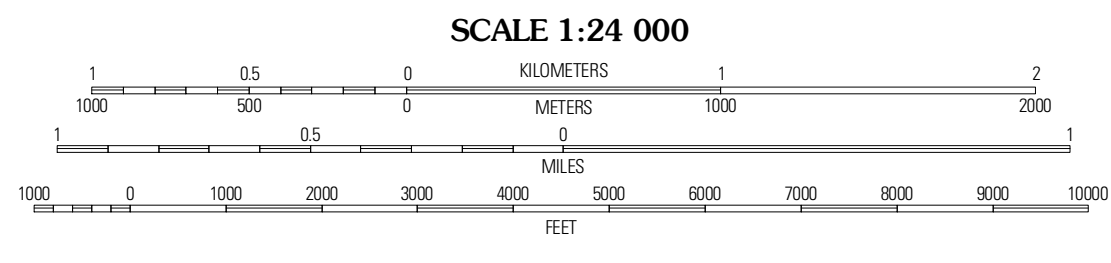 SCALE 1:24 000
1 0.5 0 KILOMETERS 1 2
1000 500 0 METERS 1000 2000
1 0.5 0 1
MILES
1000 0 1000 2000 3000 4000 5000 6000 7000 8000 9000 10000
FEET